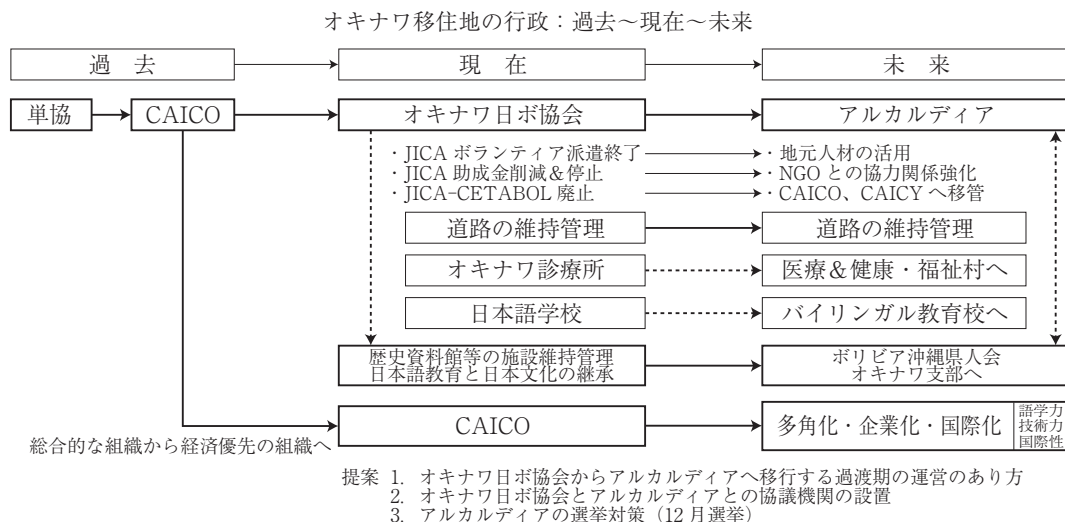 オキナワ移住地の行政：過去～現在～未来
過　去
現　在
未　来
単協
CAICO
オキナワ日ボ協会
アルカルディア
・JICA ボランティア派遣終了
・地元人材の活用
・JICA 助成金削減＆停止
・NGO との協力関係強化
・JICA-CETABOL 廃止
・CAICO、CAICY へ移管
道路の維持管理
道路の維持管理
オキナワ診療所
医療＆健康・福祉村へ
日本語学校
バイリンガル教育校へ
歴史資料館等の施設維持管理
日本語教育と日本文化の継承
ボリビア沖縄県人会
オキナワ支部へ
CAICO
多角化・企業化・国際化
語学力
技術力
国際性
総合的な組織から経済優先の組織へ
提案 1. オキナワ日ボ協会からアルカルディアへ移行する過渡期の運営のあり方
2. オキナワ日ボ協会とアルカルディアとの協議機関の設置
3. アルカルディアの選挙対策（12 月選挙）